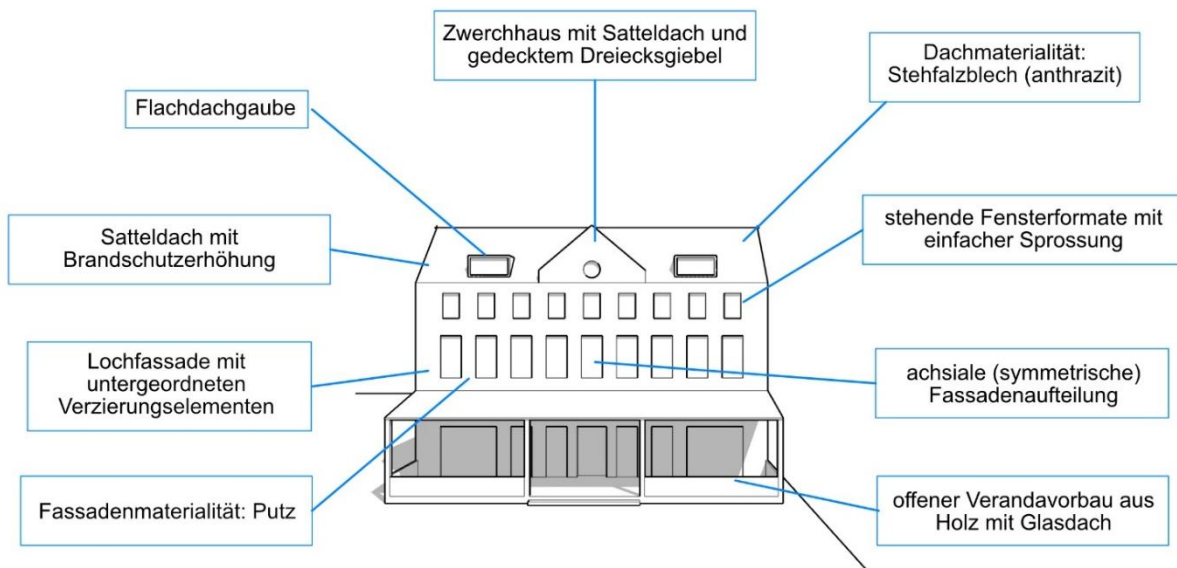 Zwerchhaus mit Satteldach und
gedecktem Dreiecksgiebel
Dachmaterialität:
Stehfalzblech (anthrazit)
Flachdachgaube
Satteldach mit
Brandschutzerhöhung
stehende Fensterformate mit
einfacher Sprossung
Lochfassade mit
untergeordneten
Verzierungselementen
achsiale (symmetrische)
Fassadenaufteilung
Fassadenmaterialität: Putz
offener Verandavorbau aus
Holz mit Glasdach